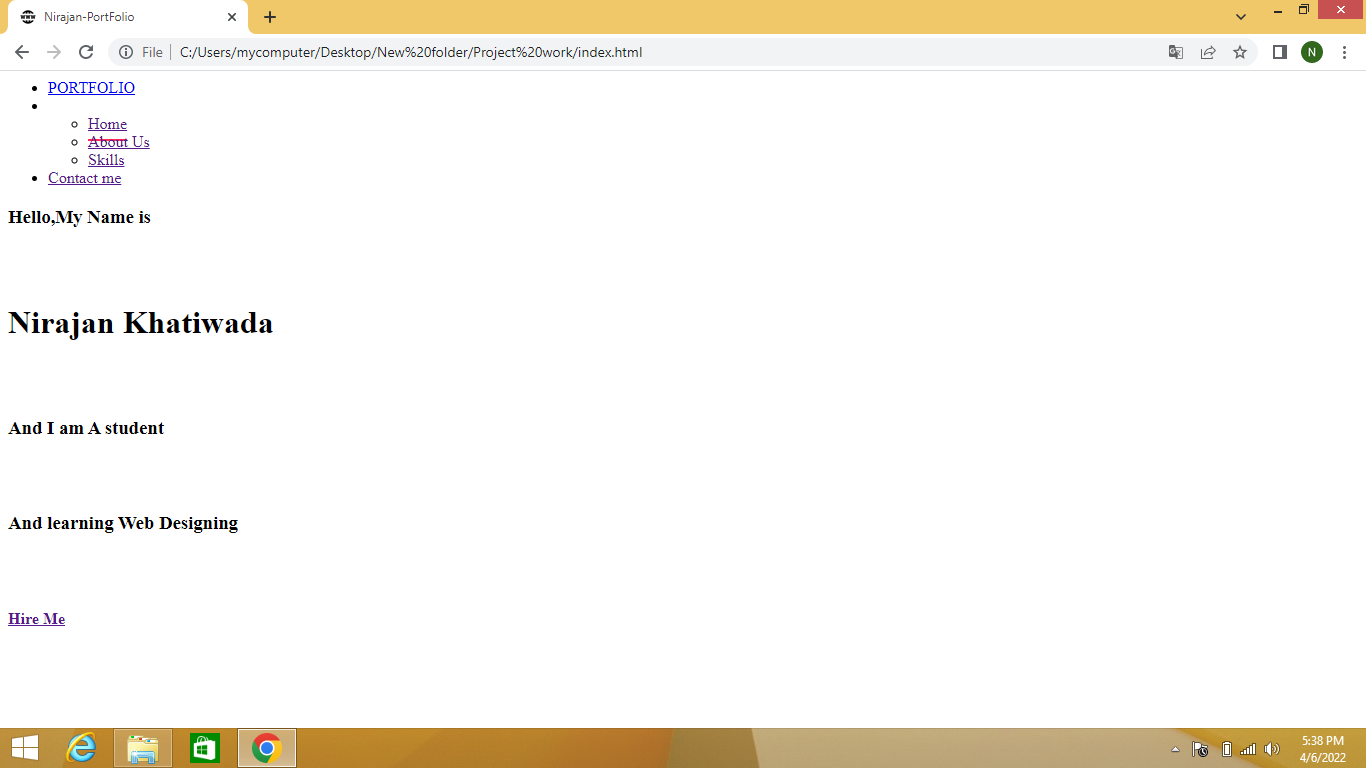 Nirajan-PortFolio
File C:/Users/mycomputer/Desktop/New%20folder/Project%20work/index.html
N
PORTFOLIO
Home
About Us
Skills
Contact me
Hello,My Name is
Nirajan Khatiwada
And I am A student
And learning Web Designing
Hire Me
5:38 PM
4/6/2022